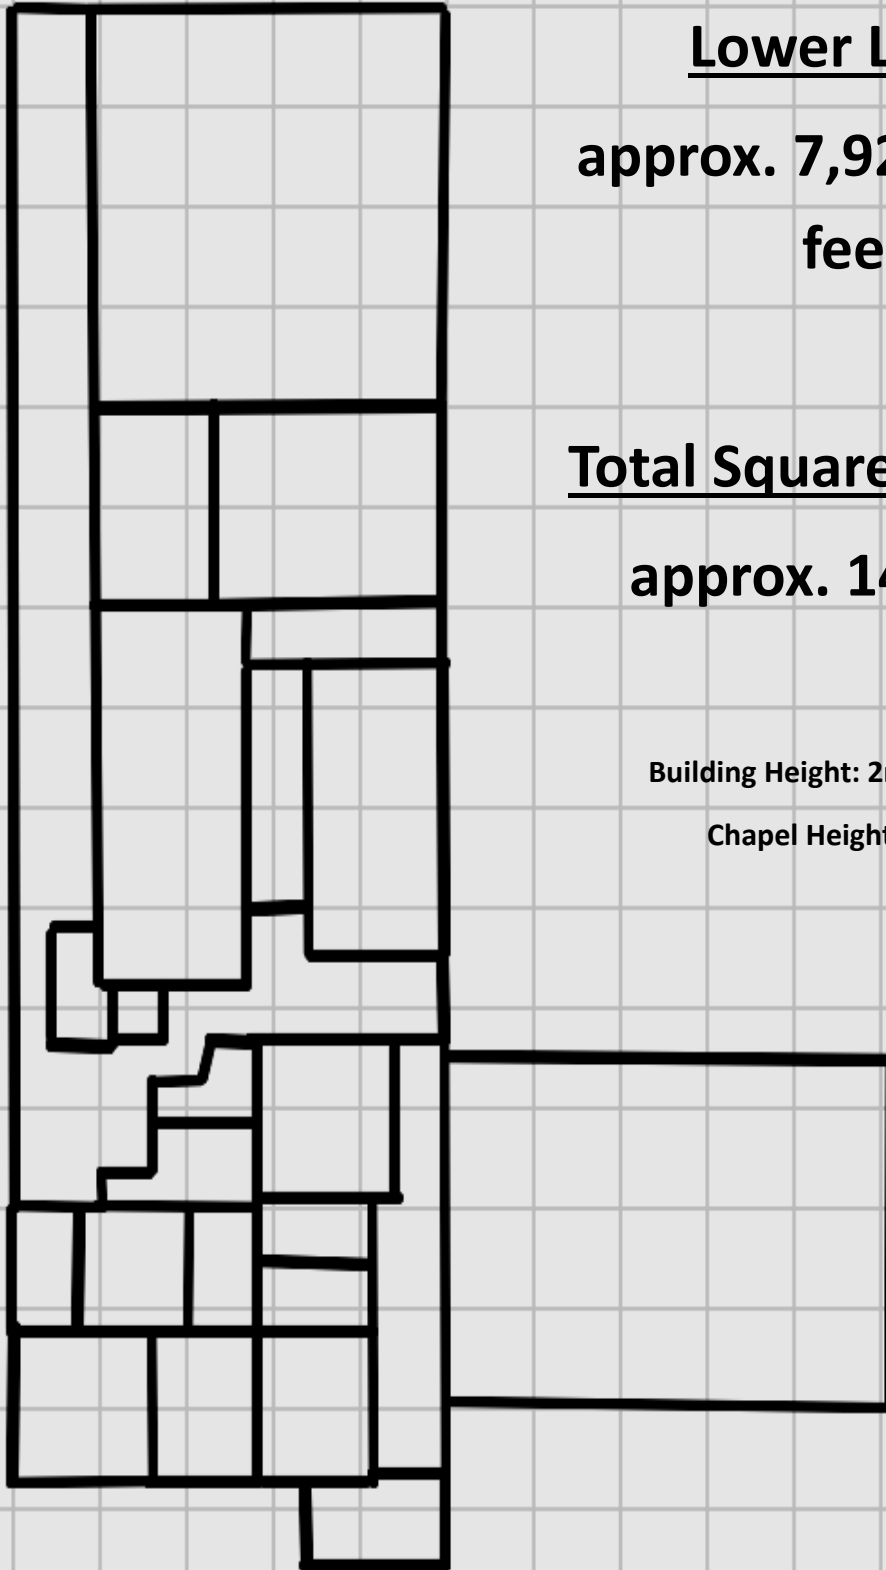 Lower L
approx. 7,92
fee
Total Square
approx. 14
Building Height: 2
Chapel Height